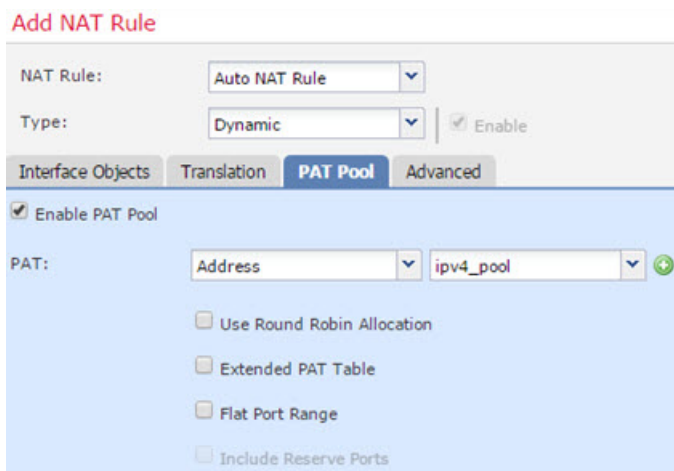 Add NAT Rule
NAT Rule: Auto NAT Rule
Type: Dynamic Enable
Interface Objects Translation PAT Pool Advanced
Enable PAT Pool
PAT: Address ipv4_pool
Use Round Robin Allocation
Extended PAT Table
Flat Port Range
Include Reserve Ports